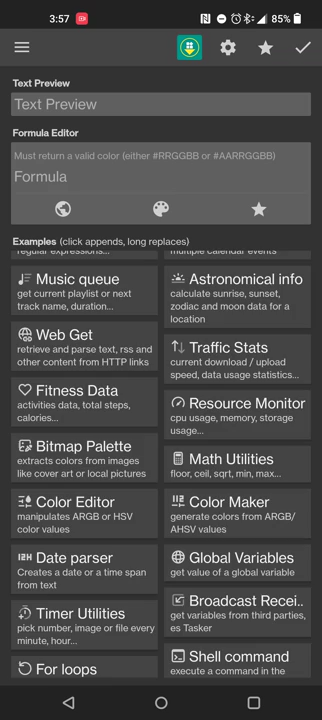 3:57
85%
Text Preview
Text Preview
Formula Editor
Must return a valid color (either #RRGGBB or #AARRGGBB)
Formula
Examples (click appends, long replaces)
regular expressions...
multiple calendar events
Music queue
get current playlist or next
track name, duration...
Astronomical info
calculate sunrise, sunset,
zodiac and moon data for a
location
Web Get
retrieve and parse text, rss and
other content from HTTP links
Traffic Stats
current download / upload
speed, data usage statistics...
Fitness Data
activities data, total steps,
calories...
Resource Monitor
cpu usage, memory, storage
usage...
Bitmap Palette
extracts colors from images
like cover art or local pictures
Math Utilities
floor, ceil, sqrt, min, max...
Color Editor
manipulates ARGB or HSV
color values
Color Maker
generate colors from ARGB/
AHSV values
Date parser
Creates a date or a time span
from text
Global Variables
get value of a global variable
Timer Utilities
pick number, image or file every
minute, hour...
Broadcast Recei..
get variables from third parties,
es Tasker
For loops
Shell command
execute a command in the